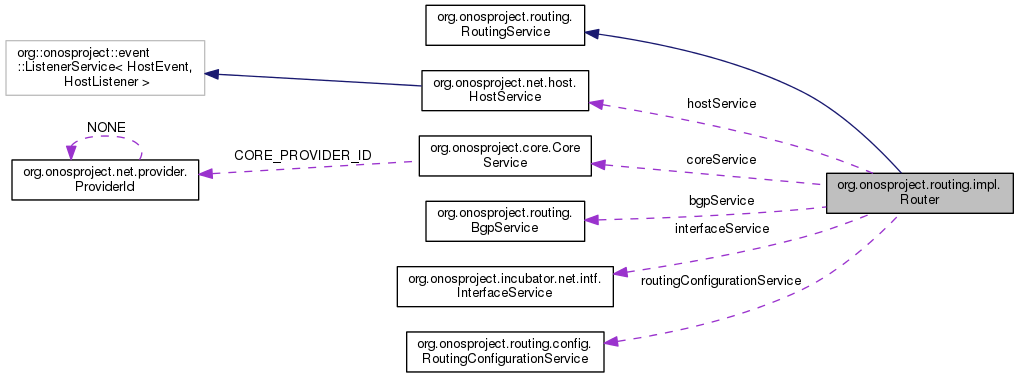 org.onosproject.routing.
RoutingService
org::onosproject::event
::ListenerService< HostEvent,
HostListener >
org.onosproject.net.host.
HostService
hostService
NONE
CORE_PROVIDER_ID
org.onosproject.core.Core
Service
coreService
org.onosproject.net.provider.
ProviderId
org.onosproject.routing.impl.
Router
org.onosproject.routing.
BgpService
bgpService
interfaceService
org.onosproject.incubator.net.intf.
InterfaceService
routingConfigurationService
org.onosproject.routing.config.
RoutingConfigurationService